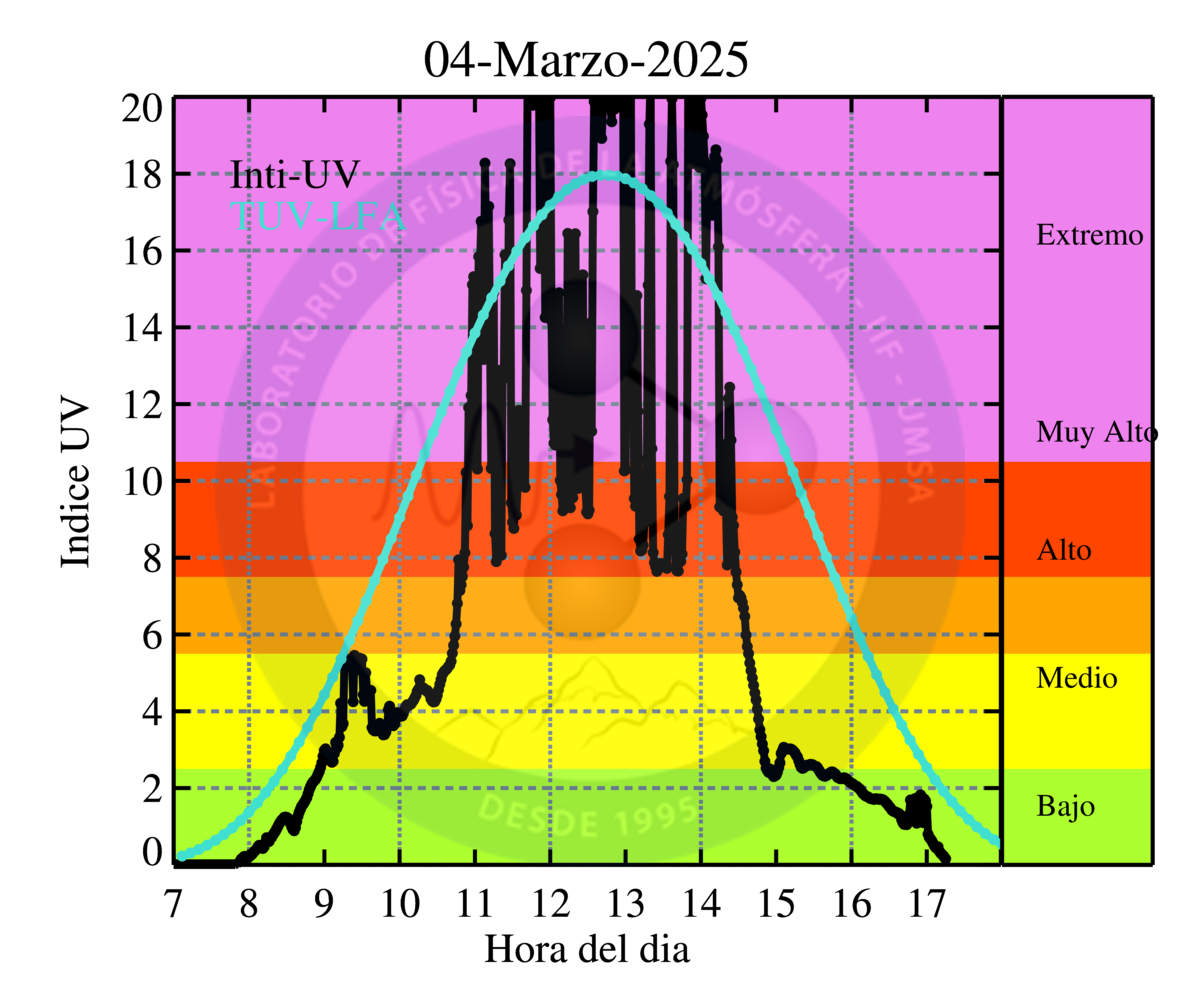 04-Marzo-2025
20
18
16
14
12
10
8
6
4
2
0
Indice UV
Inti-UV
TUV-LFA
LABORATORIO DE FÍSICA DE LA ATMÓSFERA - IIF - UMSA
DESDE 1995
Extremo
Muy Alto
Alto
Medio
Bajo
7 8 9 10 11 12 13 14 15 16 17
Hora del dia